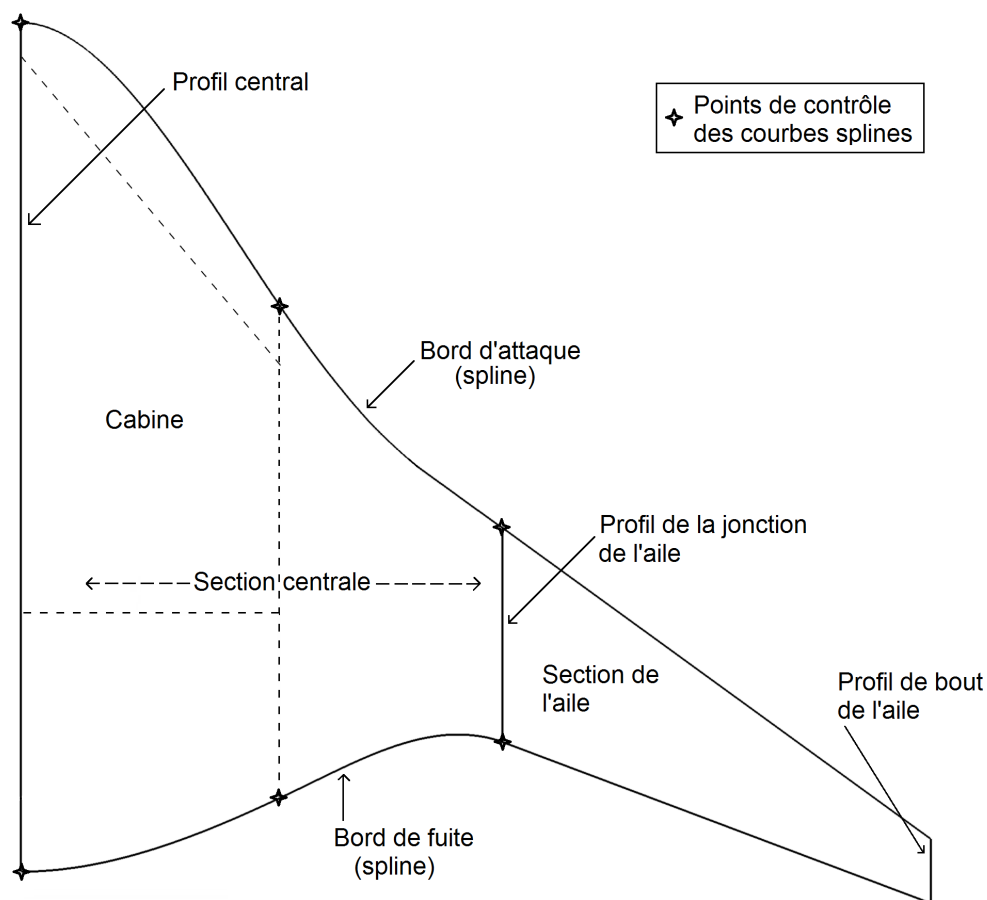 Profil central
Points de contrôle
des courbes splines
Bord d'attaque
(spline)
Cabine
Profil de la jonction
de l'aile
Section centrale
Section de
l'aile
Profil de bout
de l'aile
Bord de fuite
(spline)